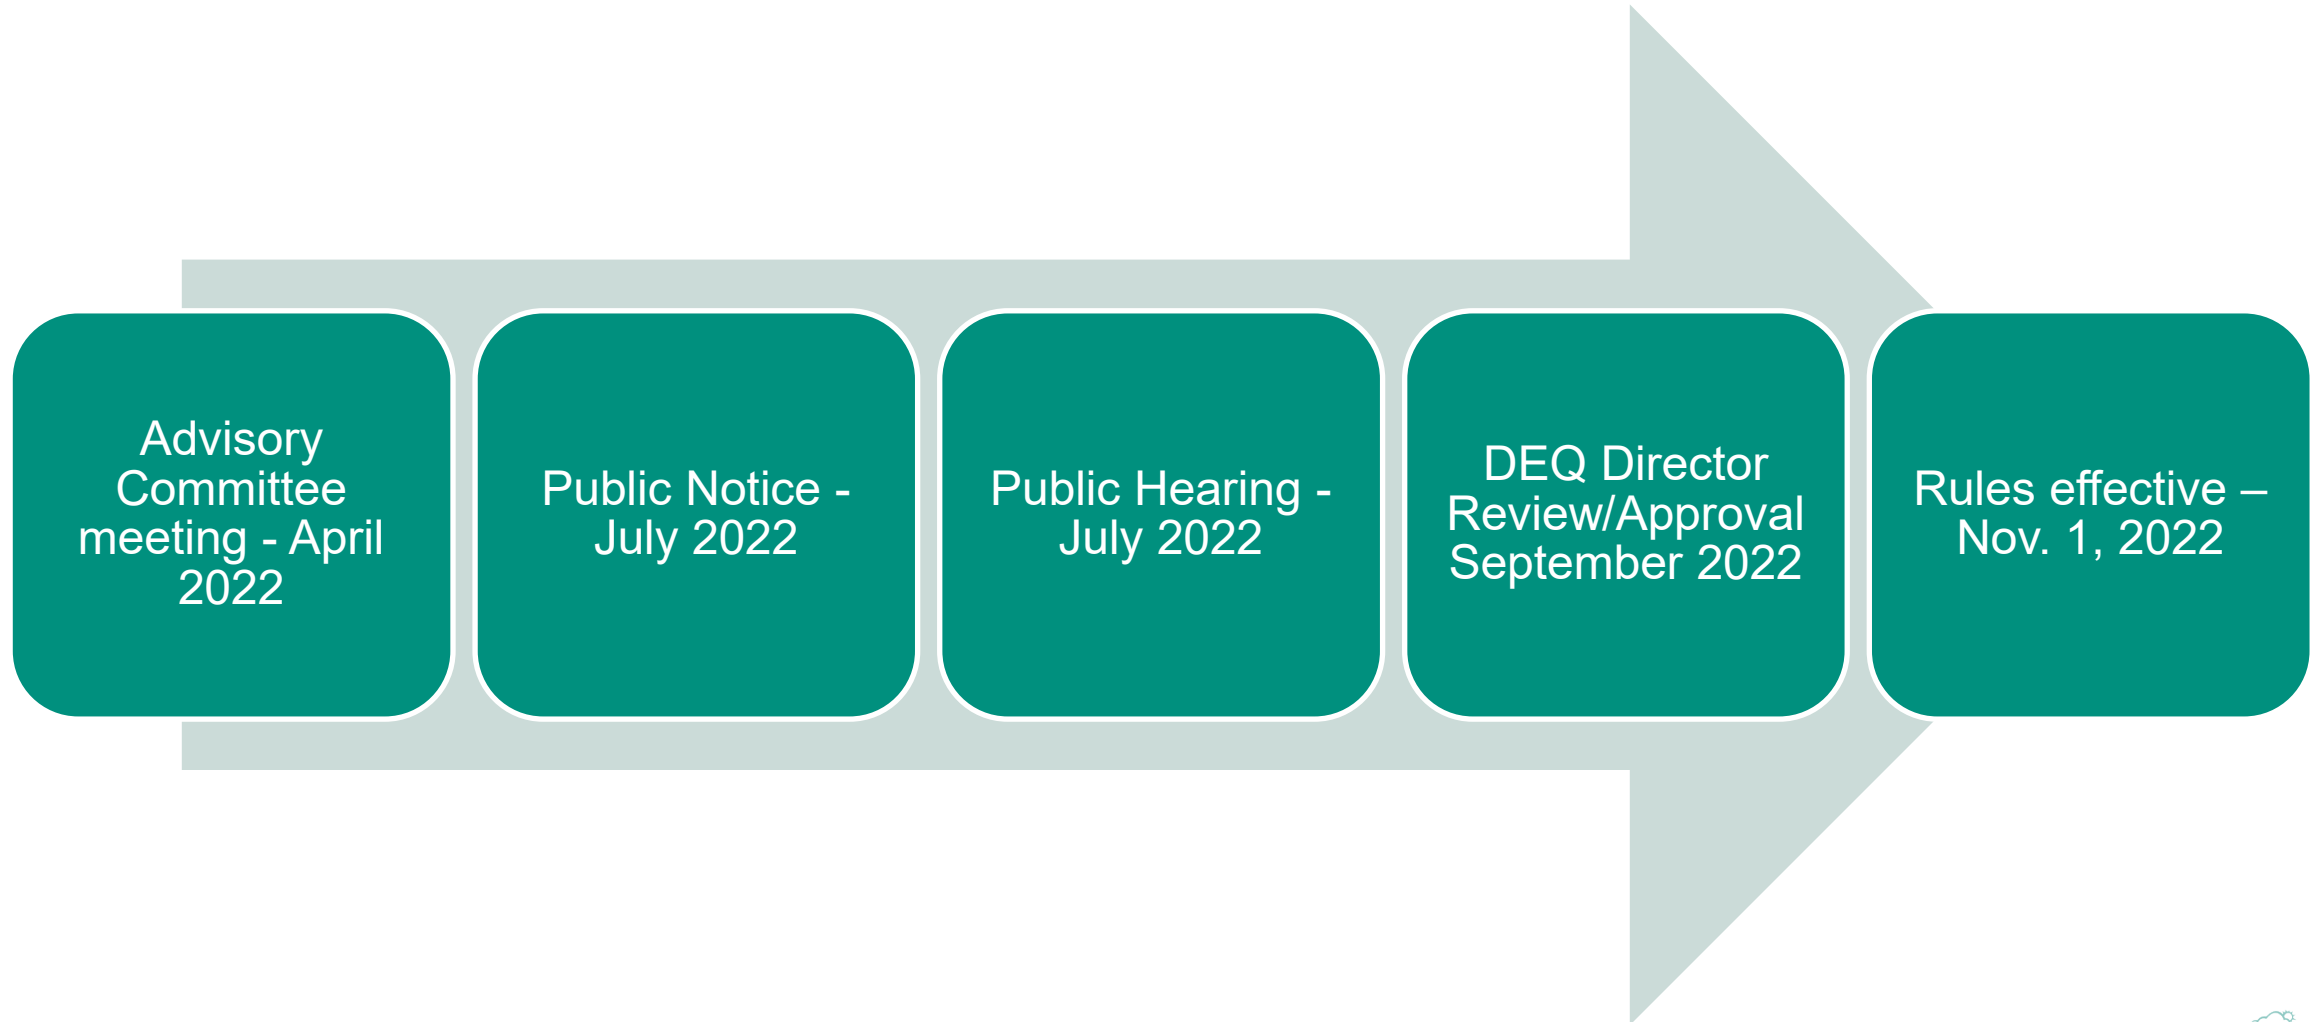 Advisory
Committee
meeting - April
2022
Public Notice -
July 2022
Public Hearing -
July 2022
DEQ Director
Review/Approval
September 2022
Rules effective –
Nov. 1, 2022